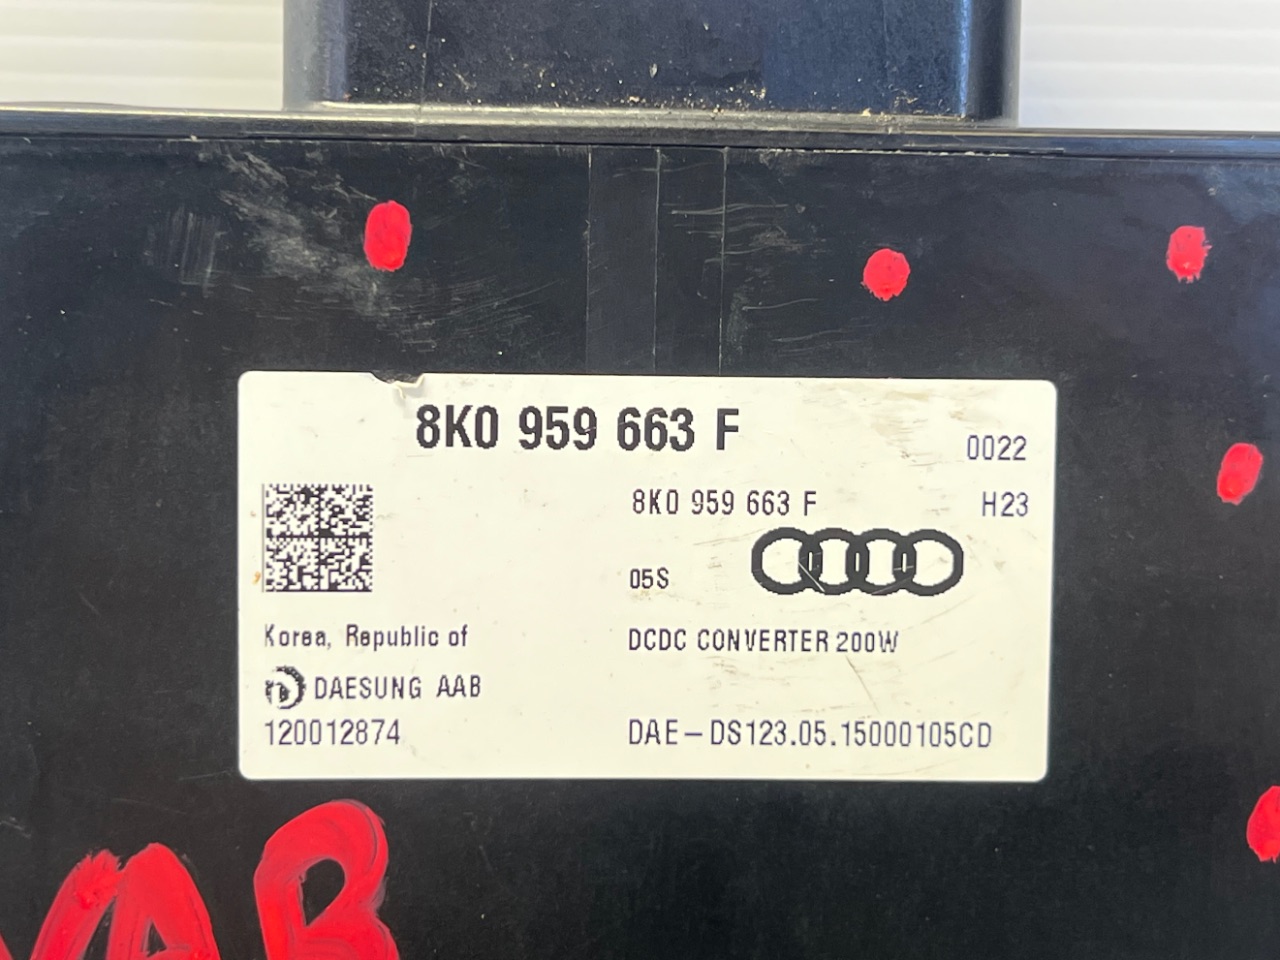 8K0 959 663 F
0022
8K0 959 663 F
H23
05S
Korea, Republic of
DCDC CONVERTER 200W
DAESUNG AAB
120012874
DAE-DS123.05.15000105CD